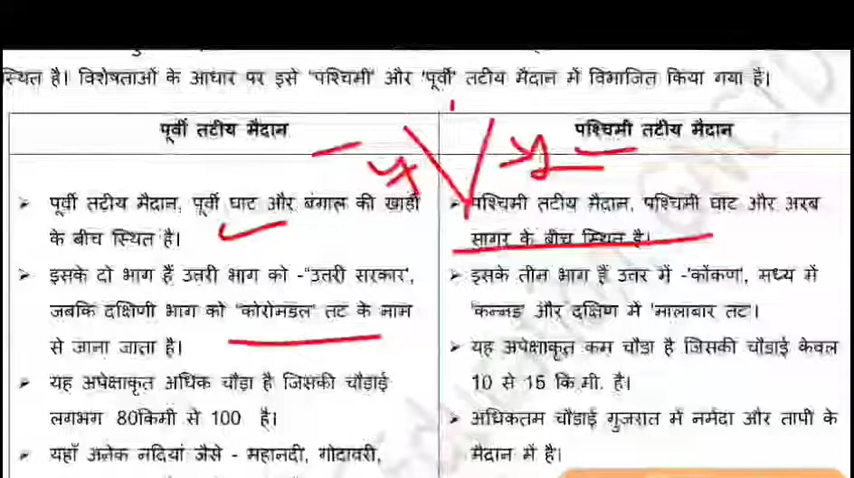 स्थित है। विशेषताओं के आधार पर इसे 'पश्चिमी' और 'पूर्वी' तटीय मैदान में विभाजित किया गया है।
पूर्वी तटीय मैदान
पश्चिमी तटीय मैदान
➢ पूर्वी तटीय मैदान, पूर्वी घाट और बंगाल की खाड़ी
के बीच स्थित है।
➢ इसके दो भाग हैं उत्तरी भाग को -"उतरी सरकार',
जबकि दक्षिणी भाग को 'कोरोमंडल' तट के नाम
से जाना जाता है।
➢ यह अपेक्षाकृत अधिक चौड़ा है जिसकी चौड़ाई
लगभग 80किमी से 100 है।
➢ यहाँ अनेक नदियां जैसे - महानदी, गोदावरी,
➢ पश्चिमी तटीय मैदान, पश्चिमी घाट और अरब
सागर के बीच स्थित है।
➢ इसके तीन भाग हैं उत्तर में -'कोंकण', मध्य में
'कन्नड' और दक्षिण में 'मालाबार तट'।
➢ यह अपेक्षाकृत कम चौड़ा है जिसकी चौड़ाई केवल
10 से 15 कि.मी. है।
➢ अधिकतम चौड़ाई गुजरात में नर्मदा और तापी के
मैदान में है।